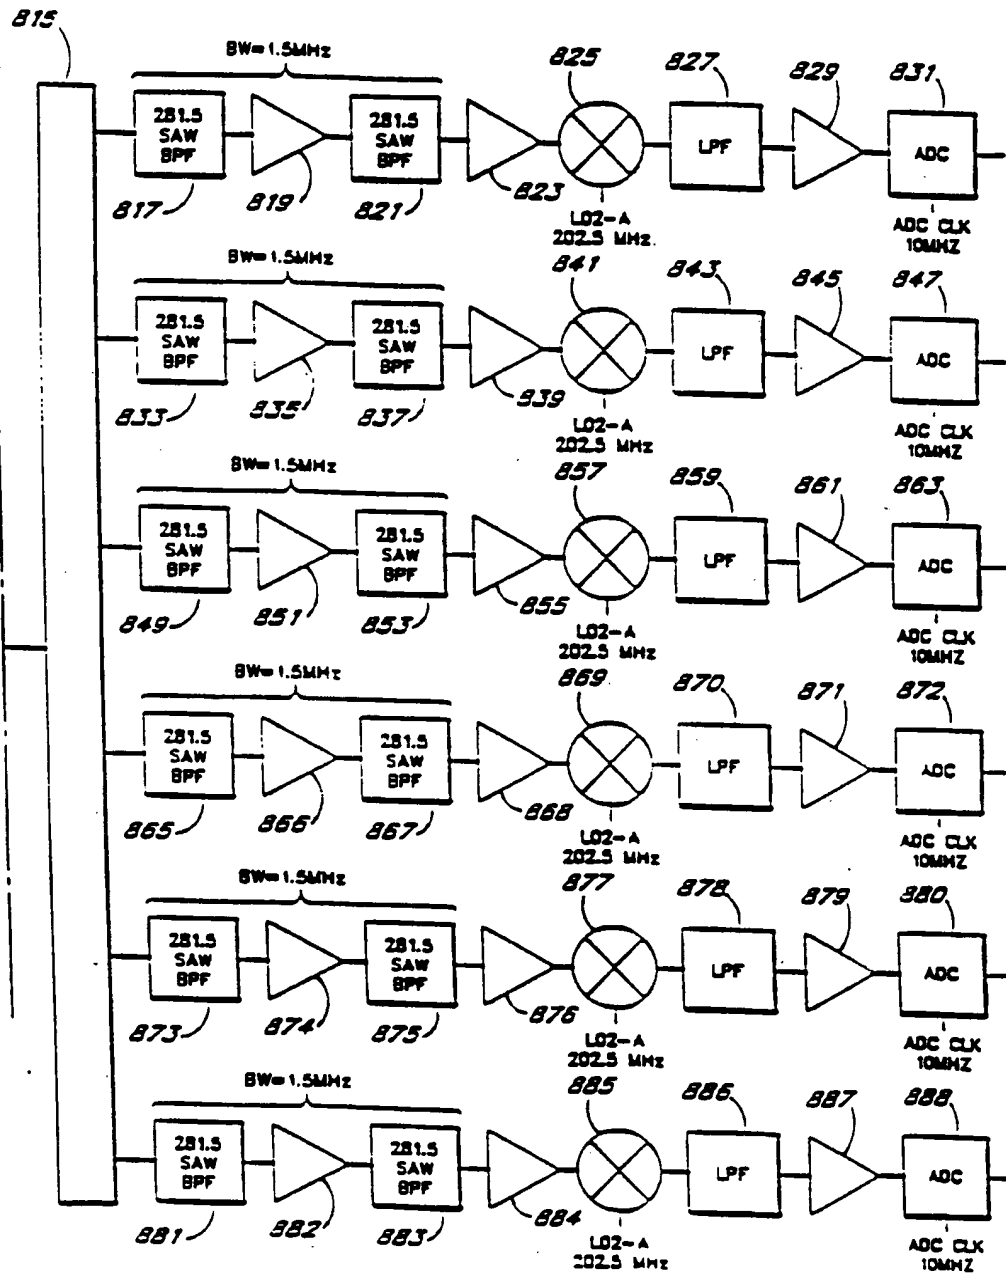 815
BW=1.5MHz
825
827
829
831
281.5
SAW
BPF
281.5
SAW
BPF
LPF
ADC
817
819
821
823
LO2-A
202.5 MHz.
ADC CLK
10MHZ
BW=1.5MHz
841
843
845
847
281.5
SAW
BPF
281.5
SAW
BPF
LPF
ADC
833
835
837
839
LO2-A
202.5 MHz
ADC CLK
10MHZ
BW=1.5MHz
857
859
861
863
281.5
SAW
BPF
281.5
SAW
BPF
LPF
ADC
849
851
853
855
LO2-A
202.5 MHz
ADC CLK
10MHZ
BW=1.5MHz
869
870
871
872
281.5
SAW
BPF
281.5
SAW
BPF
LPF
ADC
865
866
867
868
LO2-A
202.5 MHz
ADC CLK
10MHZ
BW=1.5MHz
877
878
879
880
281.5
SAW
BPF
281.5
SAW
BPF
LPF
ADC
873
874
875
876
LO2-A
202.5 MHz
ADC CLK
10MHZ
BW=1.5MHz
885
886
887
888
281.5
SAW
BPF
281.5
SAW
BPF
LPF
ADC
881
882
883
884
LO2-A
202.5 MHz
ADC CLK
10MHZ